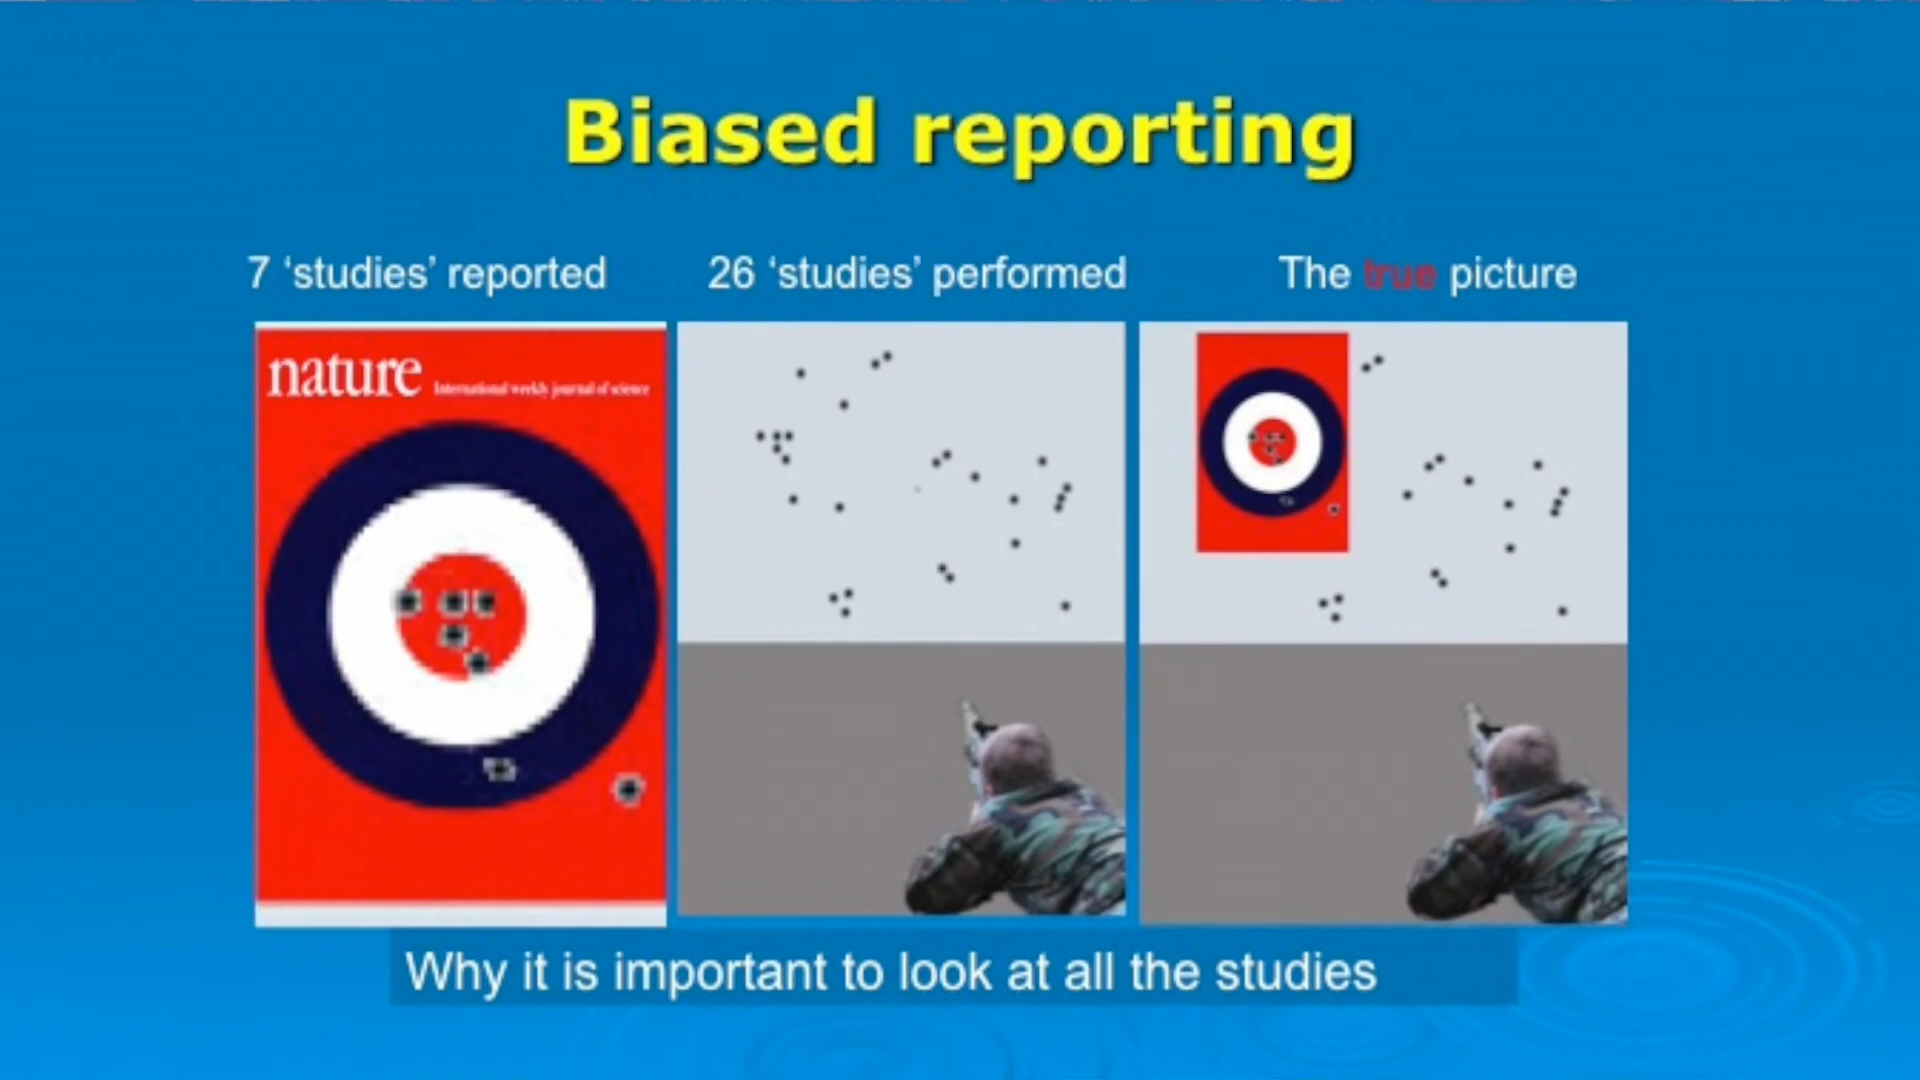 Biased reporting
7 ‘studies’ reported
26 ‘studies’ performed
The true picture
nature International weekly journal of science
Why it is important to look at all the studies